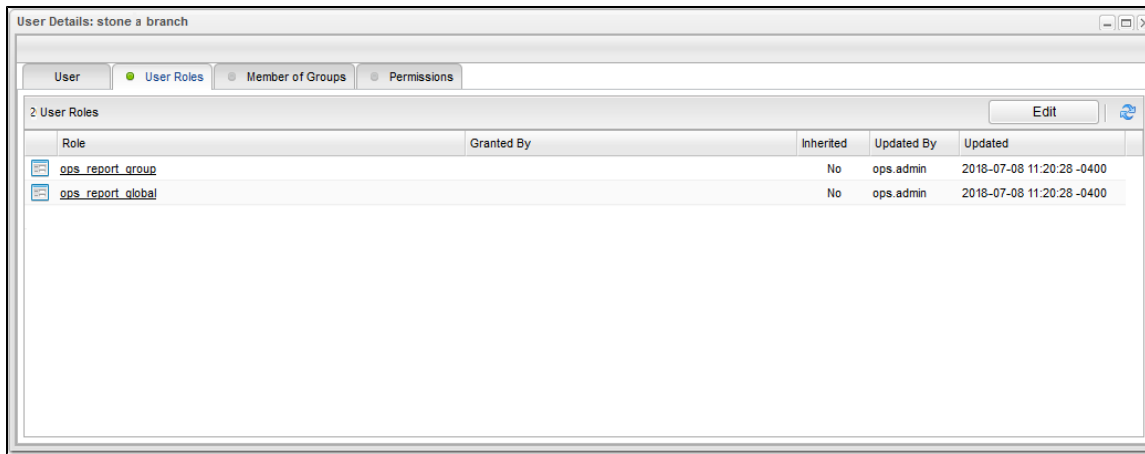 User Details: stone a branch
User User Roles Member of Groups Permissions
2 User Roles Edit
Role Granted By Inherited Updated By Updated
ops_report_group No ops.admin 2018-07-08 11:20:28 -0400
ops_report_global No ops.admin 2018-07-08 11:20:28 -0400